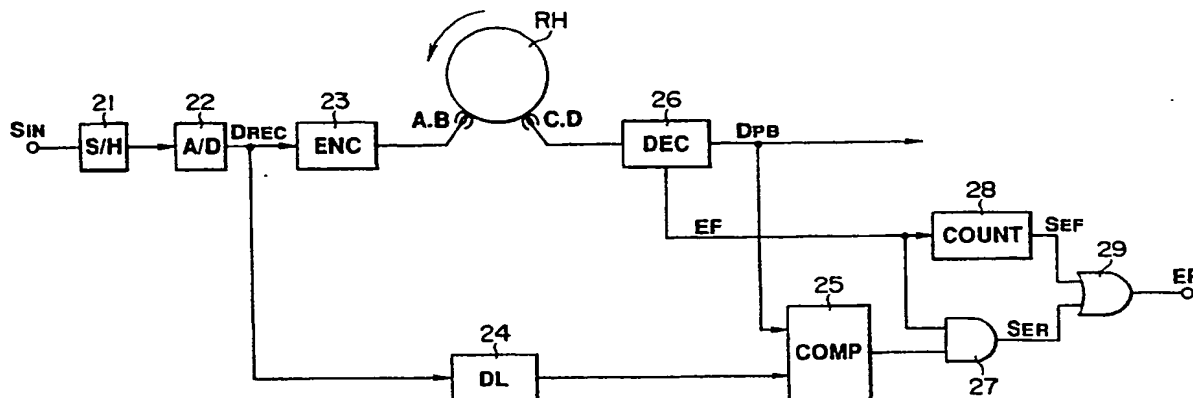 RH
21
22
23
26
SIN
S/H
A/D
DREC
ENC
A.B
C.D
DEC
DPB
EF
28
COUNT
SEF
29
25
COMP
SER
27
24
DL